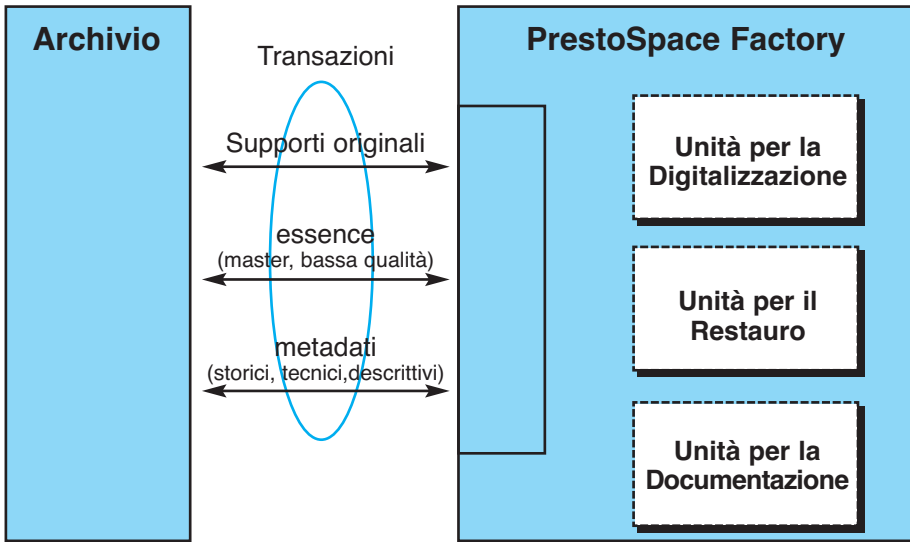 Archivio
Transazioni
Supporti originali
essence
(master, bassa qualità)
metadati
(storici, tecnici,descrittivi)
PrestoSpace Factory
Unità per la
Digitalizzazione
Unità per il
Restauro
Unità per la
Documentazione